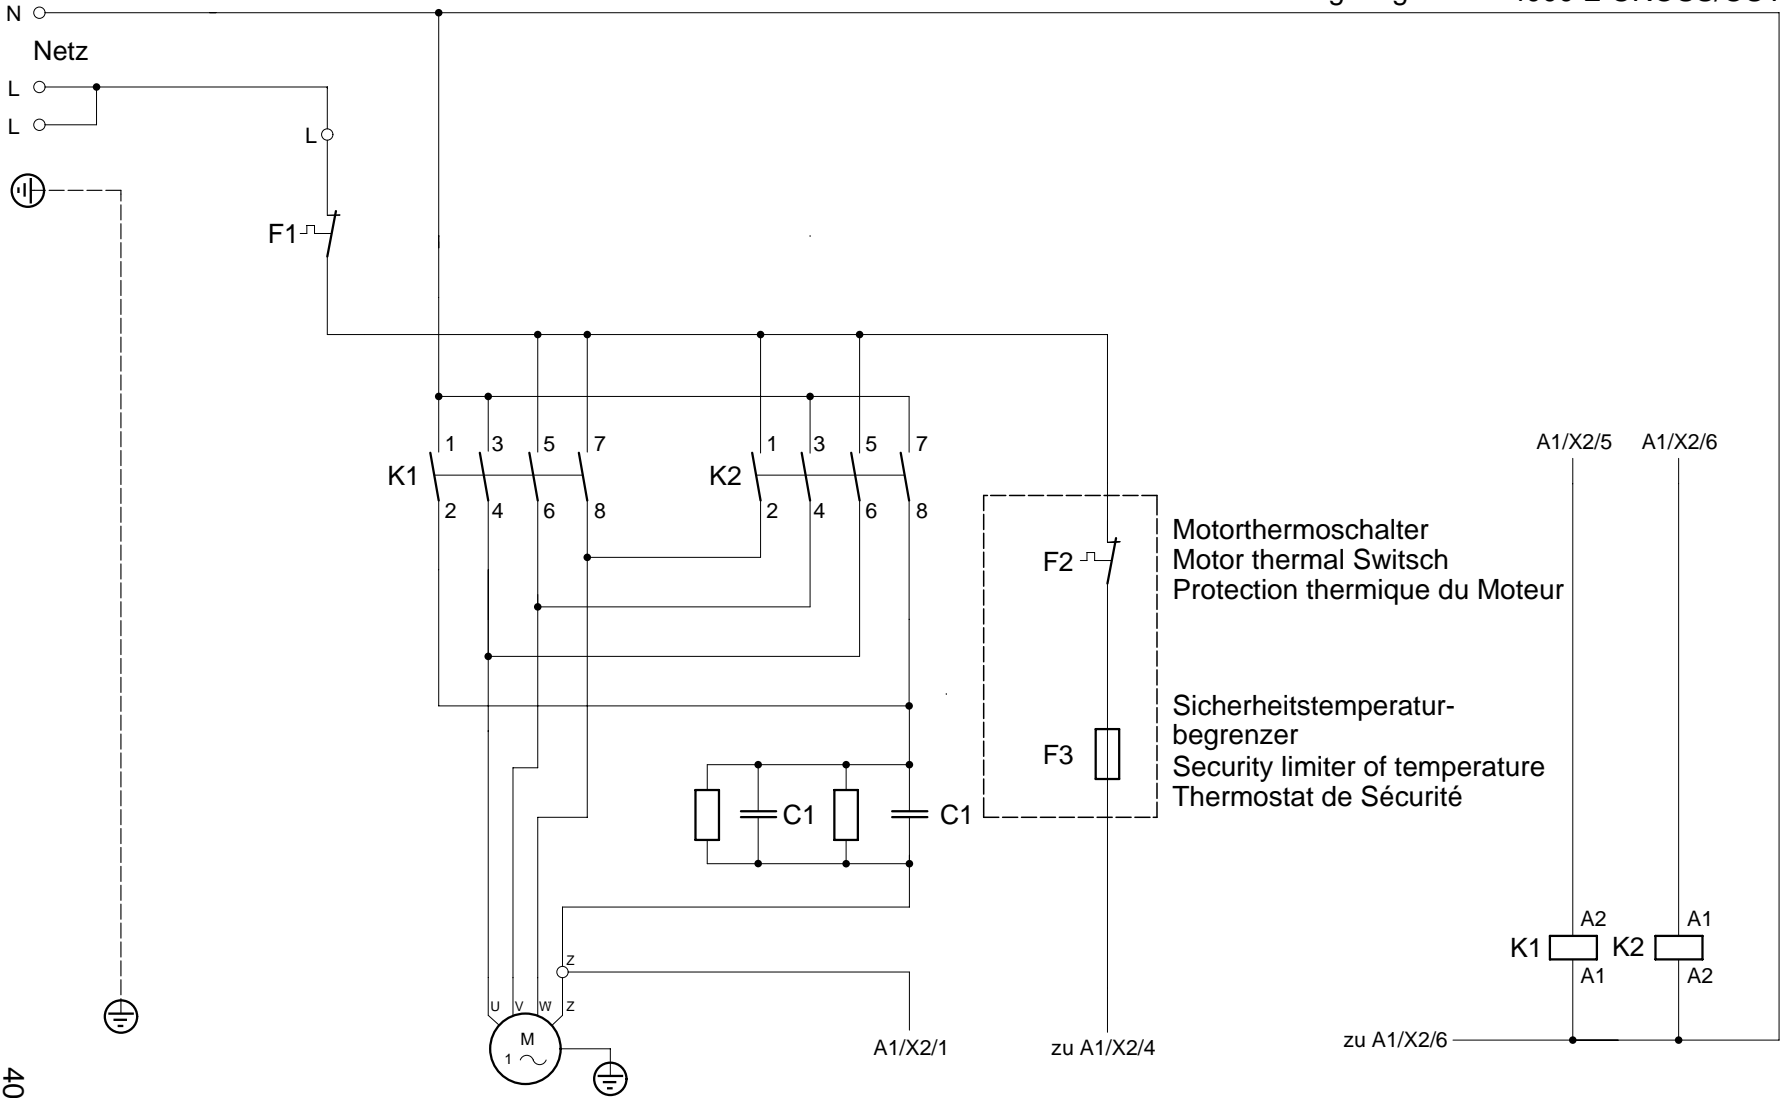 N
Netz
L
L
L
F1
K1
1 3 5 7
2 4 6 8
K2
1 3 5 7
2 4 6 8
F2
Motorthermoschalter
Motor thermal Switsch
Protection thermique du Moteur
F3
Sicherheitstemperatur-
begrenzer
Security limiter of temperature
Thermostat de Sécurité
C1
C1
Z
U V W Z
M
1
A1/X2/1
zu A1/X2/4
A1/X2/5
A1/X2/6
A2
K1
A1
A1
K2
A2
zu A1/X2/6
40